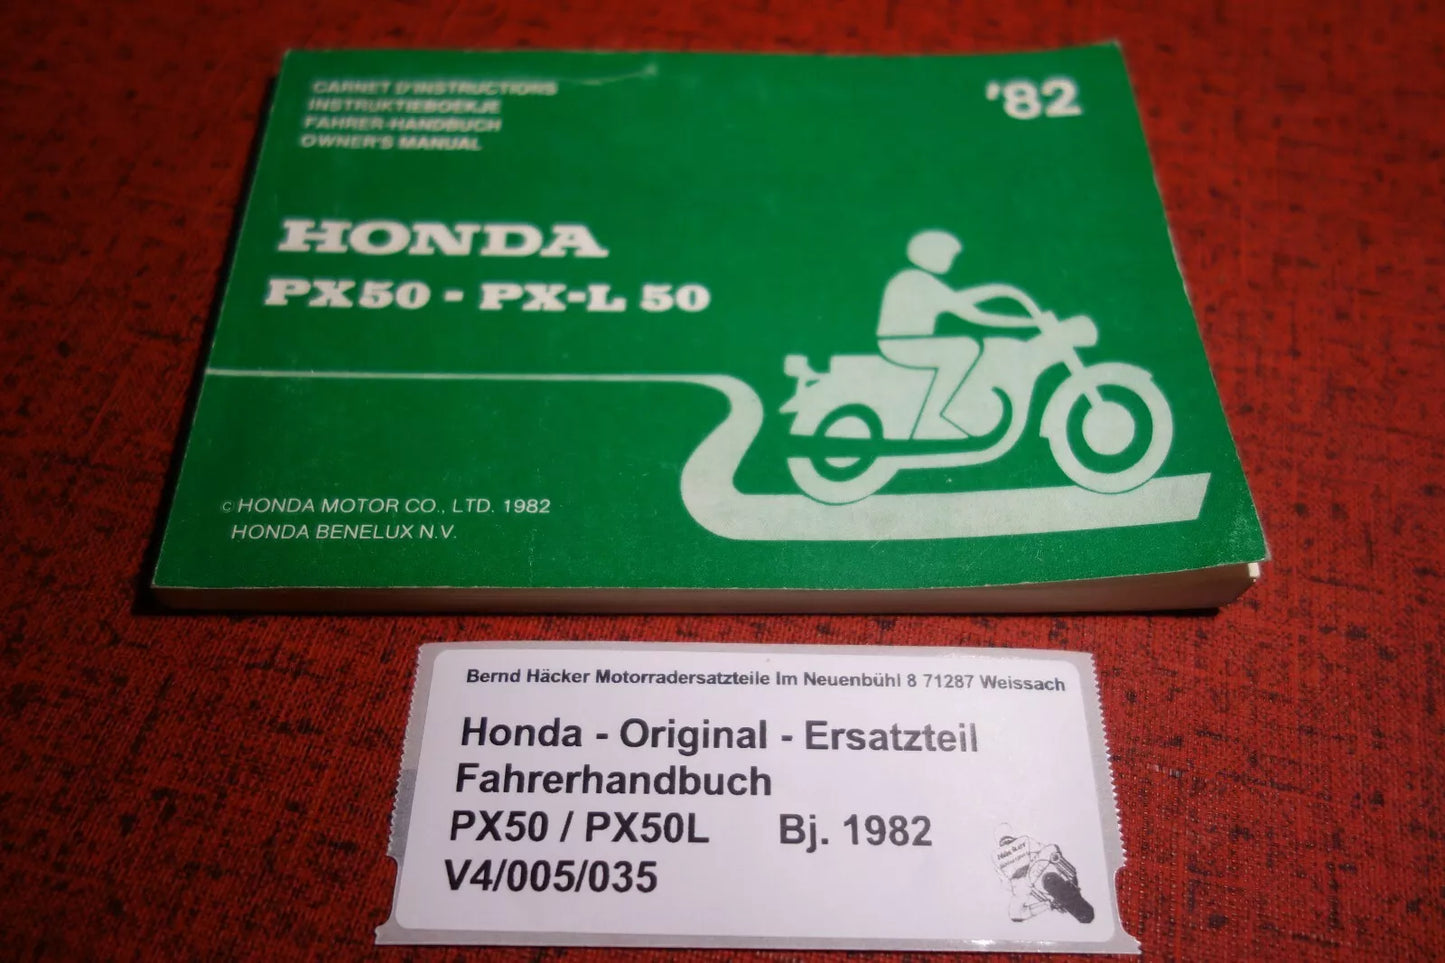 CARNET D'INSTRUCTIONS
INSTRUKTIEBOEKJE
FAHRER-HANDBUCH
OWNER'S MANUAL
'82
HONDA
PX50 - PX-L 50
© HONDA MOTOR CO., LTD. 1982
HONDA BENELUX N.V.
Bernd Häcker Motorradersatzteile Im Neuenbühl 8 71287 Weissach
Honda - Original - Ersatzteil
Fahrerhandbuch
PX50 / PX50L Bj. 1982
V4/005/035